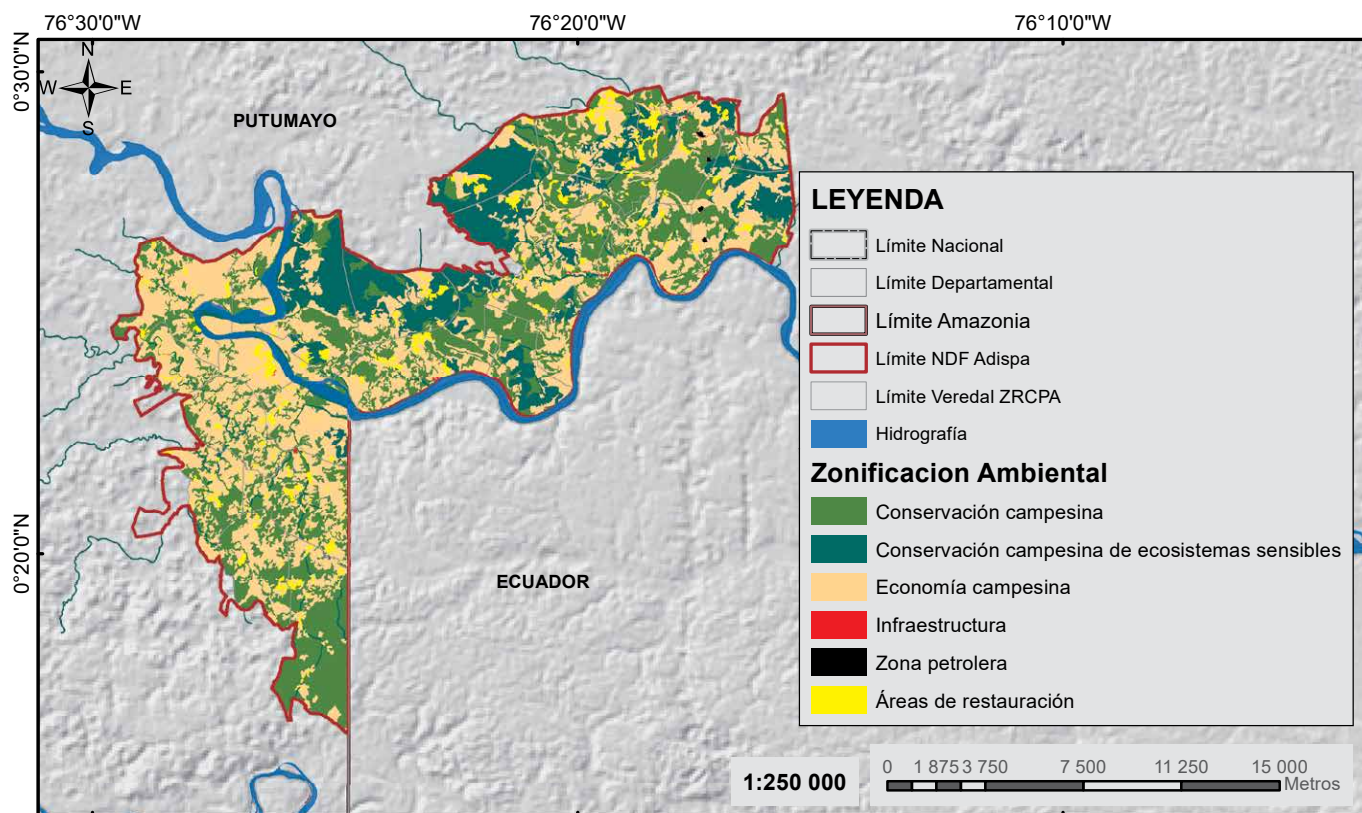 76°30'0"W
76°20'0"W
76°10'0"W
0°30'0"N
0°20'0"N
N
W
E
S
PUTUMAYO
ECUADOR
LEYENDA
Límite Nacional
Límite Departamental
Límite Amazonia
Límite NDF Adispa
Límite Veredal ZRCPA
Hidrografía
Zonificacion Ambiental
Conservación campesina
Conservación campesina de ecosistemas sensibles
Economía campesina
Infraestructura
Zona petrolera
Áreas de restauración
1:250 000
0 1 875 3 750 7 500 11 250 15 000
Metros